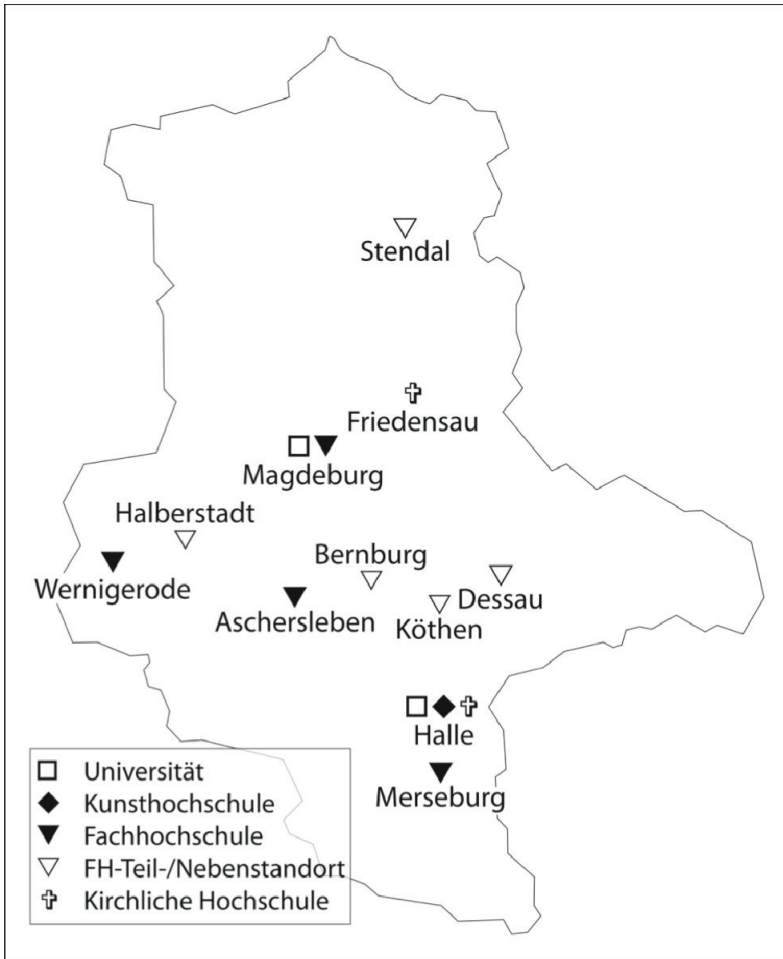 Stendal
Friedensau
Magdeburg
Halberstadt
Bernburg
Wernigerode
Dessau
Aschersleben
Köthen
Halle
Merseburg
Universität
Kunsthochschule
Fachhochschule
FH-Teil-/Nebenstandort
Kirchliche Hochschule